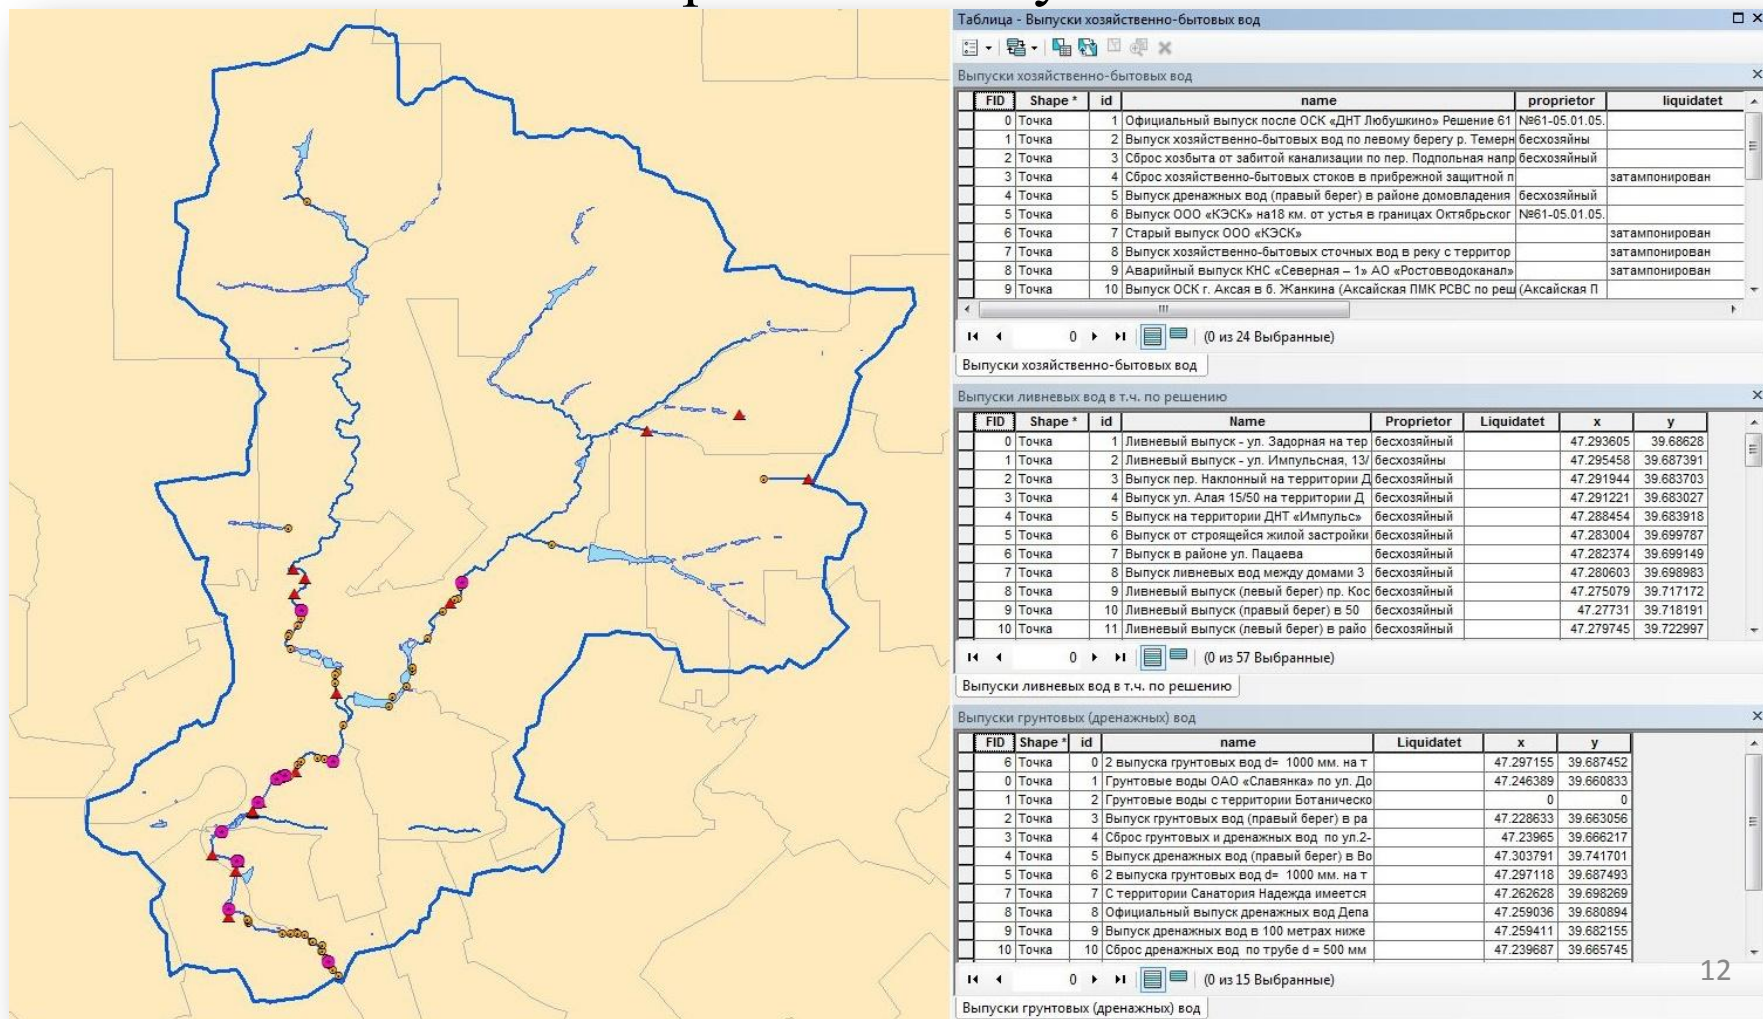 Таблица - Выпуски хозяйственно-бытовых вод
Выпуски хозяйственно-бытовых вод
FID Shape * id name proprietor liquidatet
0 Точка 1 Официальный выпуск после ОСК «ДНТ Любушкино» Решение 61 №61-05.01.05.
1 Точка 2 Выпуск хозяйственно-бытовых вод по левому берегу р. Темерн бесхозяйны
2 Точка 3 Сброс хозбыта от забитой канализации по пер. Подпольная напр бесхозяйный
3 Точка 4 Сброс хозяйственно-бытовых стоков в прибрежной защитной п затампонирован
4 Точка 5 Выпуск дренажных вод (правый берег) в районе домовладения бесхозяйный
5 Точка 6 Выпуск ООО «КЭСК» на18 км. от устья в границах Октябрьског №61-05.01.05.
6 Точка 7 Старый выпуск ООО «КЭСК» затампонирован
7 Точка 8 Выпуск хозяйственно-бытовых сточных вод в реку с территор затампонирован
8 Точка 9 Аварийный выпуск КНС «Северная – 1» АО «Ростовводоканал» затампонирован
9 Точка 10 Выпуск ОСК г. Аксая в б. Жанкина (Аксайская ПМК РСВС по реш (Аксайская П
0 (0 из 24 Выбранные)
Выпуски хозяйственно-бытовых вод
Выпуски ливневых вод в т.ч. по решению
FID Shape * id Name Proprietor Liquidatet x y
0 Точка 1 Ливневый выпуск - ул. Задорная на тер бесхозяйный 47.293605 39.68628
1 Точка 2 Ливневый выпуск - ул. Импульсная, 13/ бесхозяйны 47.295458 39.687391
2 Точка 3 Выпуск пер. Наклонный на территории Д бесхозяйный 47.291944 39.683703
3 Точка 4 Выпуск ул. Алая 15/50 на территории Д бесхозяйный 47.291221 39.683027
4 Точка 5 Выпуск на территории ДНТ «Импульс» бесхозяйный 47.288454 39.683918
5 Точка 6 Выпуск от строящейся жилой застройки бесхозяйный 47.283004 39.699787
6 Точка 7 Выпуск в районе ул. Пацаева бесхозяйный 47.282374 39.699149
7 Точка 8 Выпуск ливневых вод между домами 3 бесхозяйный 47.280603 39.698983
8 Точка 9 Ливневый выпуск (левый берег) пр. Кос бесхозяйный 47.275079 39.717172
9 Точка 10 Ливневый выпуск (правый берег) в 50 бесхозяйный 47.27731 39.718191
10 Точка 11 Ливневый выпуск (левый берег) в райо бесхозяйный 47.279745 39.722997
0 (0 из 57 Выбранные)
Выпуски ливневых вод в т.ч. по решению
Выпуски грунтовых (дренажных) вод
FID Shape * id name Liquidatet x y
6 Точка 0 2 выпуска грунтовых вод d= 1000 мм. на т 47.297155 39.687452
0 Точка 1 Грунтовые воды ОАО «Славянка» по ул. До 47.246389 39.660833
1 Точка 2 Грунтовые воды с территории Ботаническо 0 0
2 Точка 3 Выпуск грунтовых вод (правый берег) в ра 47.228633 39.663056
3 Точка 4 Сброс грунтовых и дренажных вод по ул.2- 47.23965 39.666217
4 Точка 5 Выпуск дренажных вод (правый берег) в Во 47.303791 39.741701
5 Точка 6 2 выпуска грунтовых вод d= 1000 мм. на т 47.297118 39.687493
7 Точка 7 С территории Санатория Надежда имеется 47.262628 39.698269
8 Точка 8 Официальный выпуск дренажных вод Депа 47.259036 39.680894
9 Точка 9 Выпуск дренажных вод в 100 метрах ниже 47.259411 39.682155
10 Точка 10 Сброс дренажных вод по трубе d = 500 мм 47.239687 39.665745
0 (0 из 15 Выбранные)
12
Выпуски грунтовых (дренажных) вод